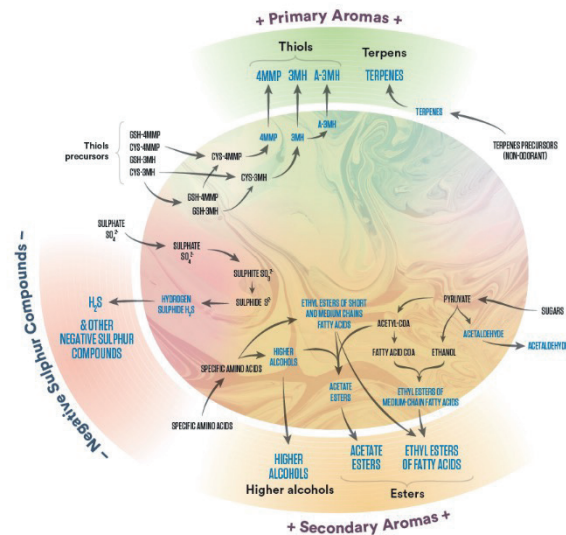 + Primary Aromas +
Thiols
Terpens
4MMP
3MH
A-3MH
TERPENES
4MMP
3MH
A-3MH
TERPENES
TERPENES PRECURSORS
(NON-ODORANT)
Thiols
precursors
GSH-4MMP
CYS-4MMP
GSH-3MH
CYS-3MH
CYS-4MMP
CYS-3MH
GSH-4MMP
GSH-3MH
– Negative Sulphur Compounds –
SULPHATE
SO₄²⁻
SULPHATE
SO₄²⁻
SULPHITE SO₃²⁻
SULPHIDE S²⁻
HYDROGEN
SULPHIDE H₂S
H₂S
& OTHER
NEGATIVE SULPHUR
COMPOUNDS
ETHYL ESTERS OF SHORT
AND MEDIUM CHAINS
FATTY ACIDS
PYRUVATE
SUGARS
ACETYL-COA
ACETALDEHYDE
ACETALDEHYDE
FATTY ACID COA
ETHANOL
SPECIFIC AMINO ACIDS
HIGHER
ALCOHOLS
ACETATE
ESTERS
ETHYL ESTERS OF
MEDIUM-CHAIN FATTY ACIDS
SPECIFIC AMINO ACIDS
HIGHER
ALCOHOLS
Higher alcohols
ACETATE
ESTERS
ETHYL ESTERS
OF FATTY ACIDS
Esters
+ Secondary Aromas +